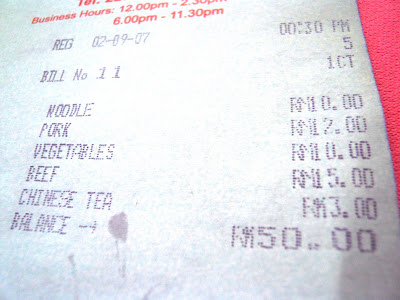 Tel:
Business Hours: 12.00pm - 2.30pm
6.00pm - 11.30pm
REG 02-09-07 00:30 PM
5
BILL No 11 1CT
NOODLE RM10.00
PORK RM12.00
VEGETABLES RM10.00
BEEF RM15.00
CHINESE TEA RM3.00
BALANCE → RM50.00